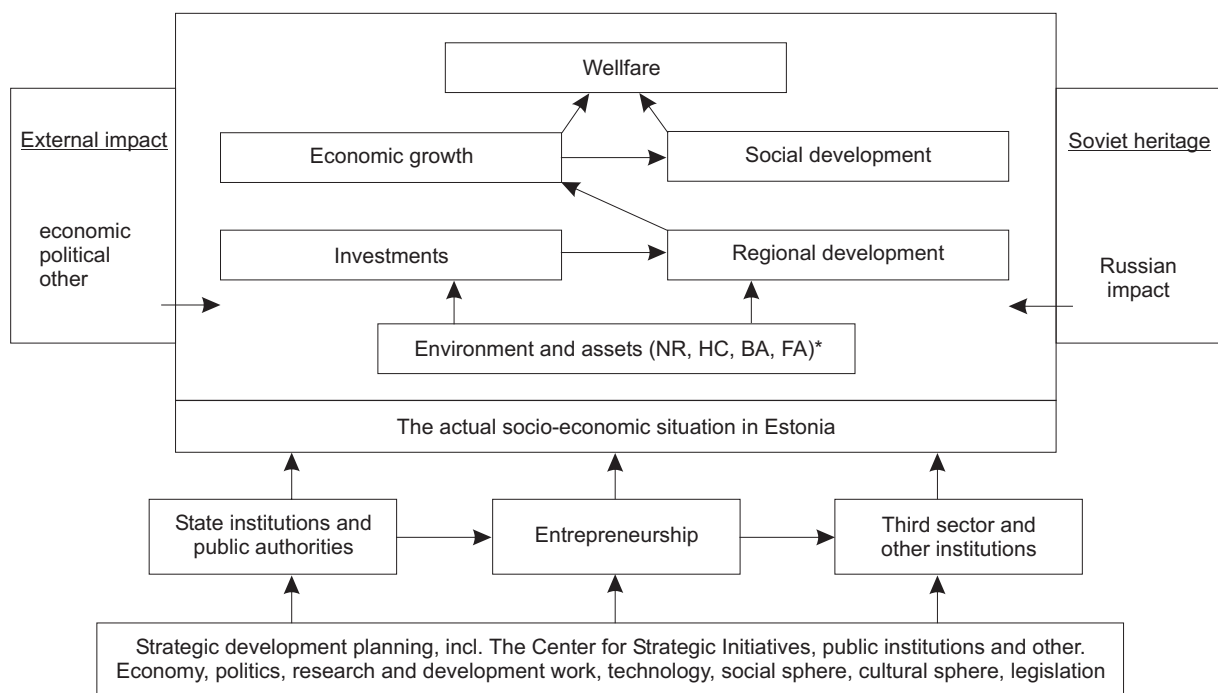 Wellfare
External impact
Economic growth
Social development
Soviet heritage
economic
political
other
Investments
Regional development
Russian
impact
Environment and assets (NR, HC, BA, FA)*
The actual socio-economic situation in Estonia
State institutions and
public authorities
Entrepreneurship
Third sector and
other institutions
Strategic development planning, incl. The Center for Strategic Initiatives, public institutions and other.
Economy, politics, research and development work, technology, social sphere, cultural sphere, legislation